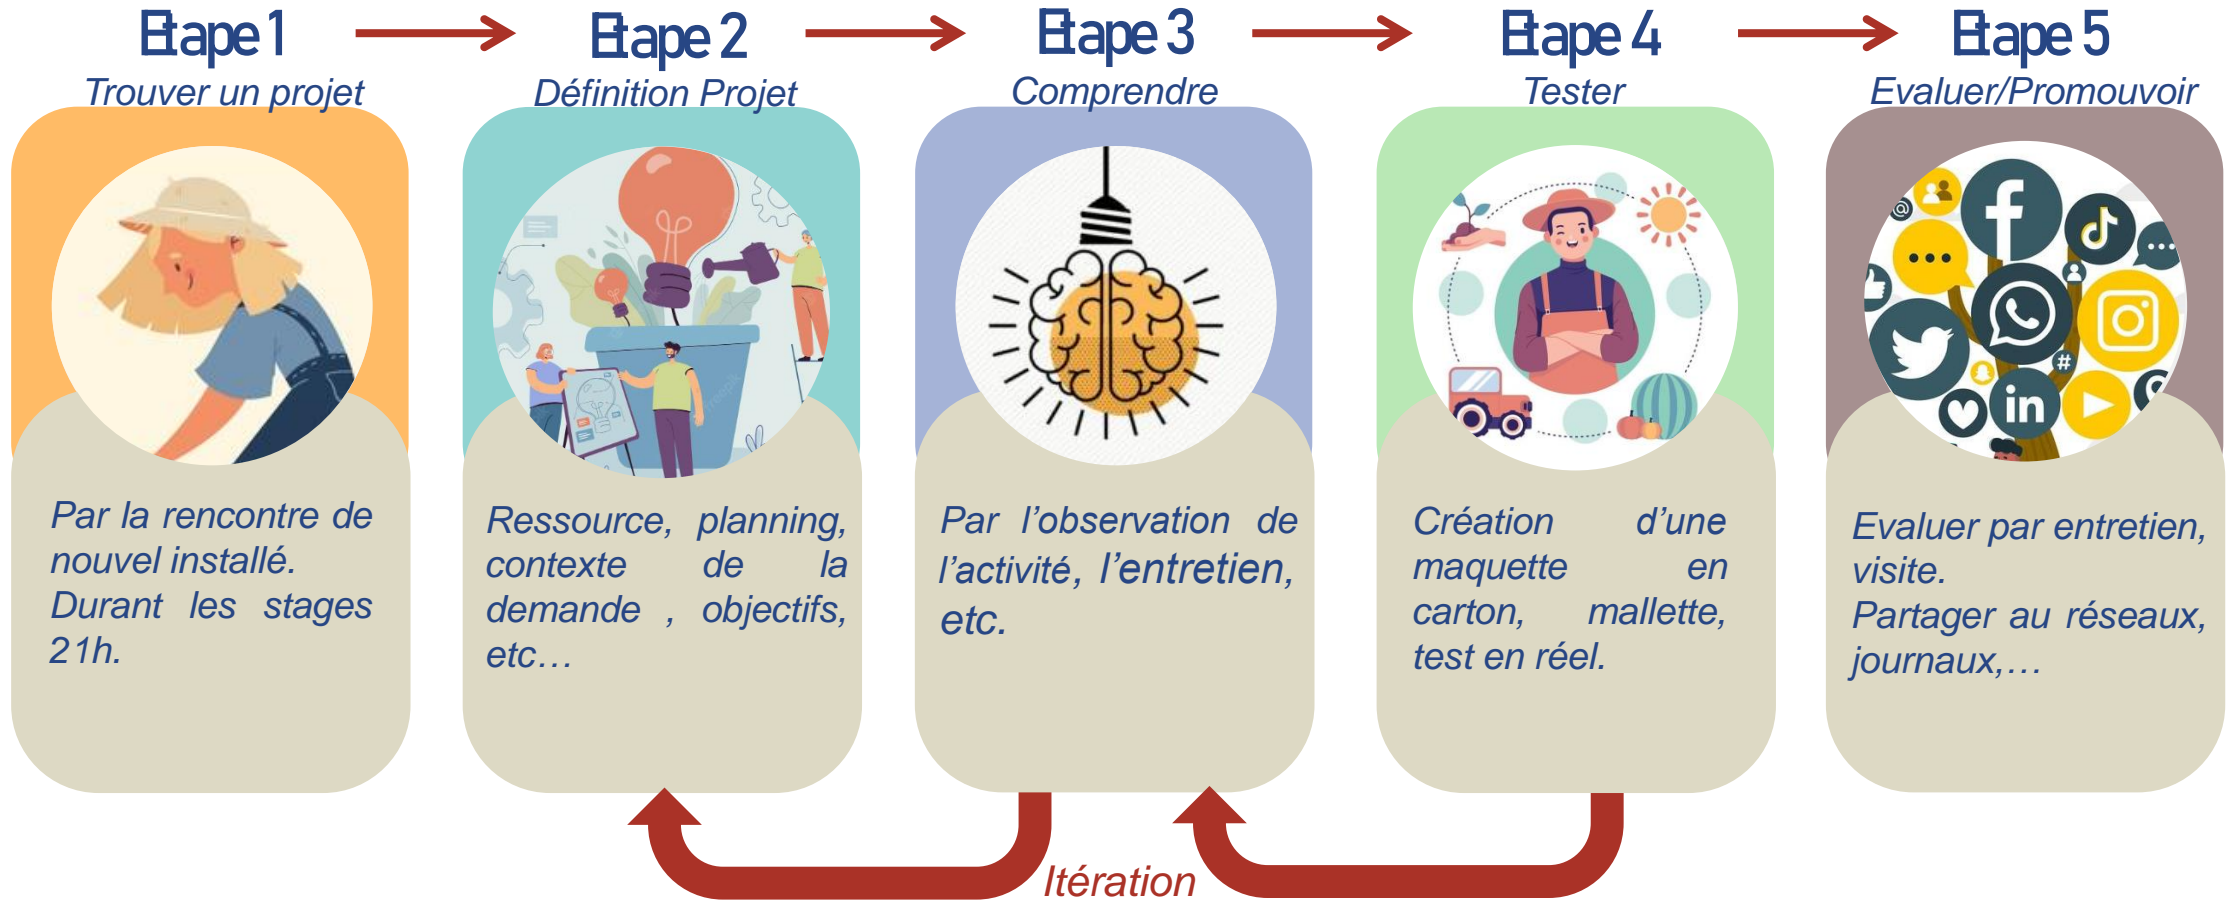 Etape 1
Trouver un projet
Par la rencontre de
nouvel installé.
Durant les stages
21h.
Etape 2
Définition Projet
Ressource, planning,
contexte de la
demande , objectifs,
etc…
Etape 3
Comprendre
Par l’observation de
l’activité, l’entretien,
etc.
Etape 4
Tester
Création d’une
maquette en
carton, mallette,
test en réel.
Etape 5
Evaluer/Promouvoir
Evaluer par entretien,
visite.
Partager au réseaux,
journaux,…
Itération